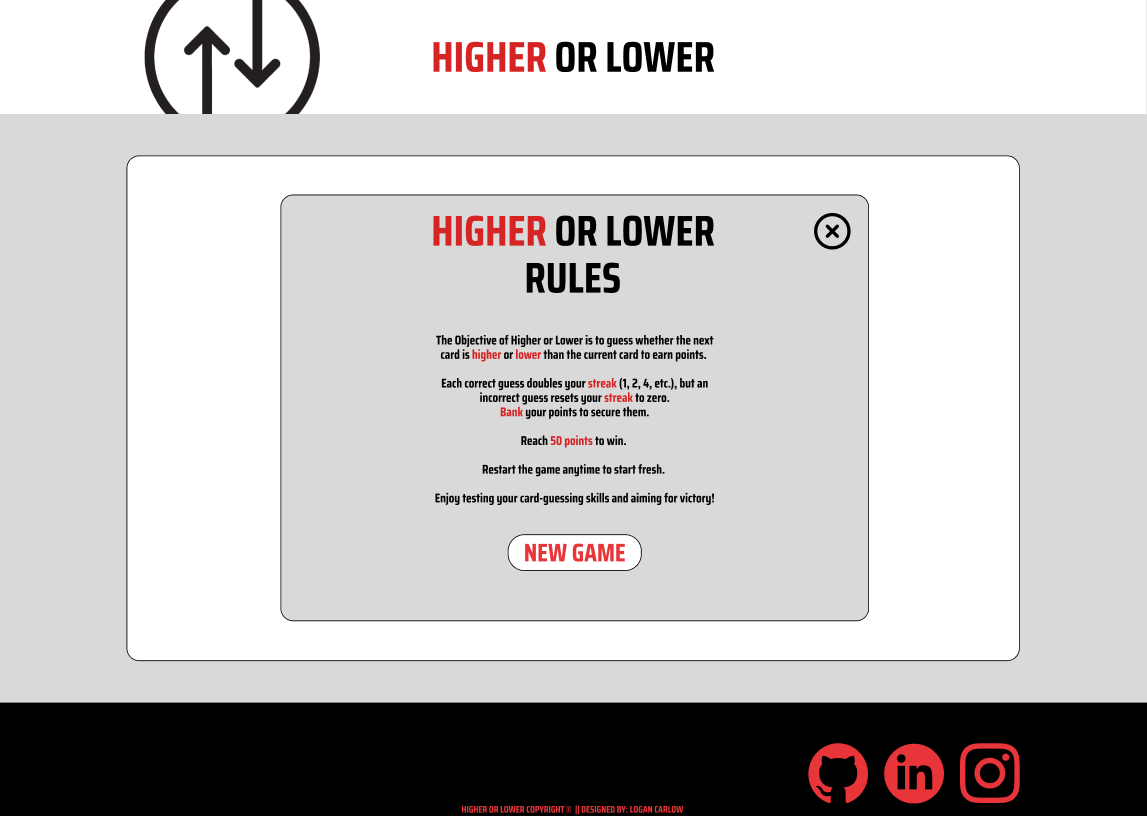 HIGHER OR LOWER
HIGHER OR LOWER
RULES
The Objective of Higher or Lower is to guess whether the next
card is higher or lower than the current card to earn points.
Each correct guess doubles your streak (1, 2, 4, etc.), but an
incorrect guess resets your streak to zero.
Bank your points to secure them.
Reach 50 points to win.
Restart the game anytime to start fresh.
Enjoy testing your card-guessing skills and aiming for victory!
NEW GAME
in
HIGHER OR LOWER COPYRIGHT © || DESIGNED BY: LOGAN CARLOW